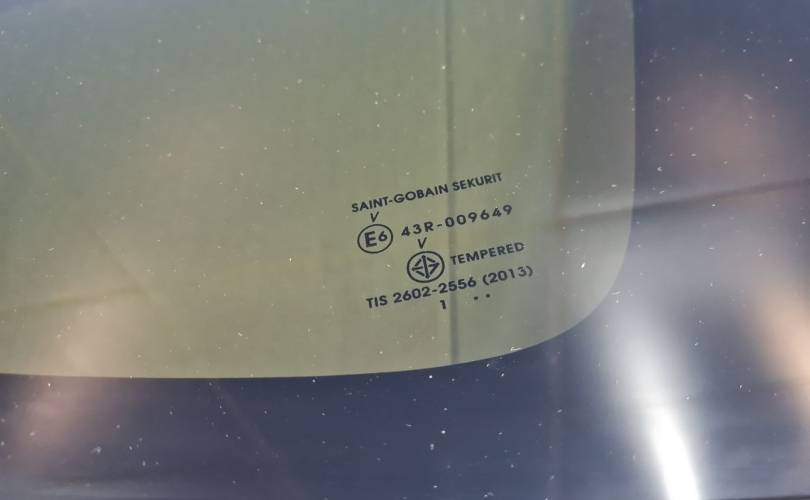 SAINT-GOBAIN SEKURIT
V
E6 43R-009649
V
TEMPERED
TIS 2602-2556 (2013)
1 ..